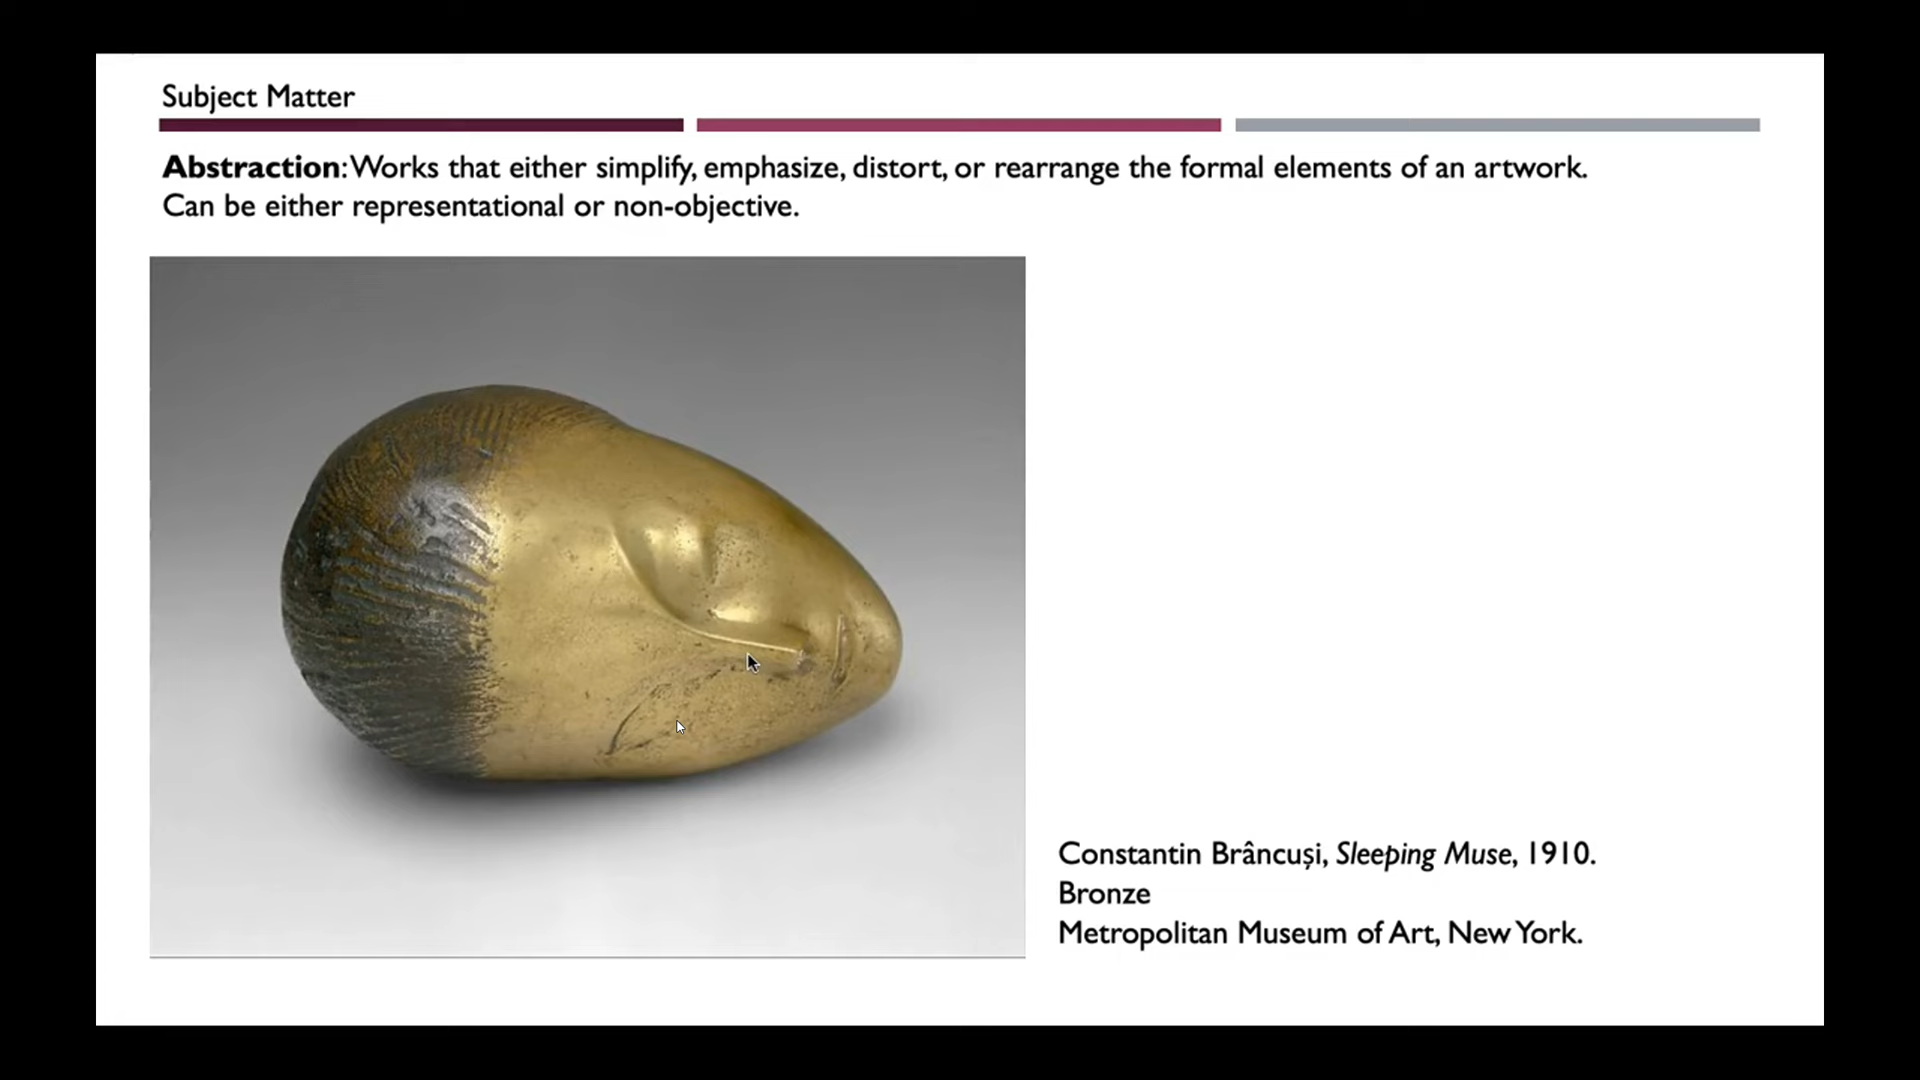 Subject Matter
Abstraction: Works that either simplify, emphasize, distort, or rearrange the formal elements of an artwork.
Can be either representational or non-objective.
Constantin Brâncuși, Sleeping Muse, 1910.
Bronze
Metropolitan Museum of Art, New York.